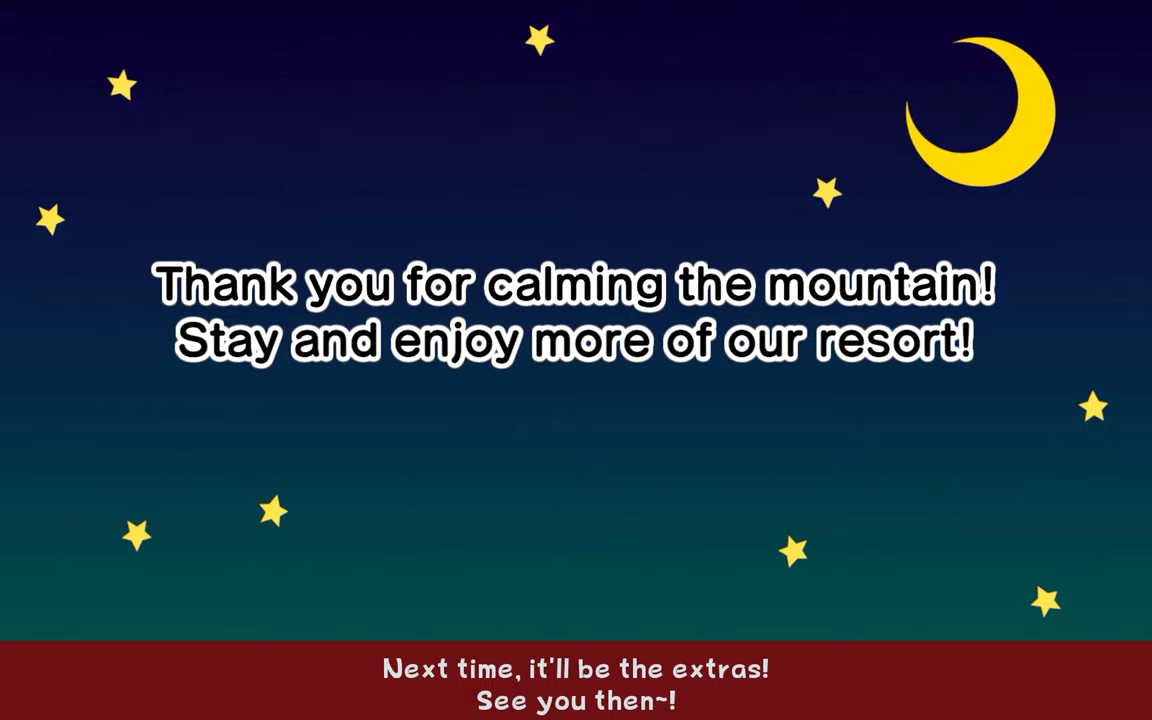 Thank you for calming the mountain!
Stay and enjoy more of our resort!
Next time, it'll be the extras!
See you then~!